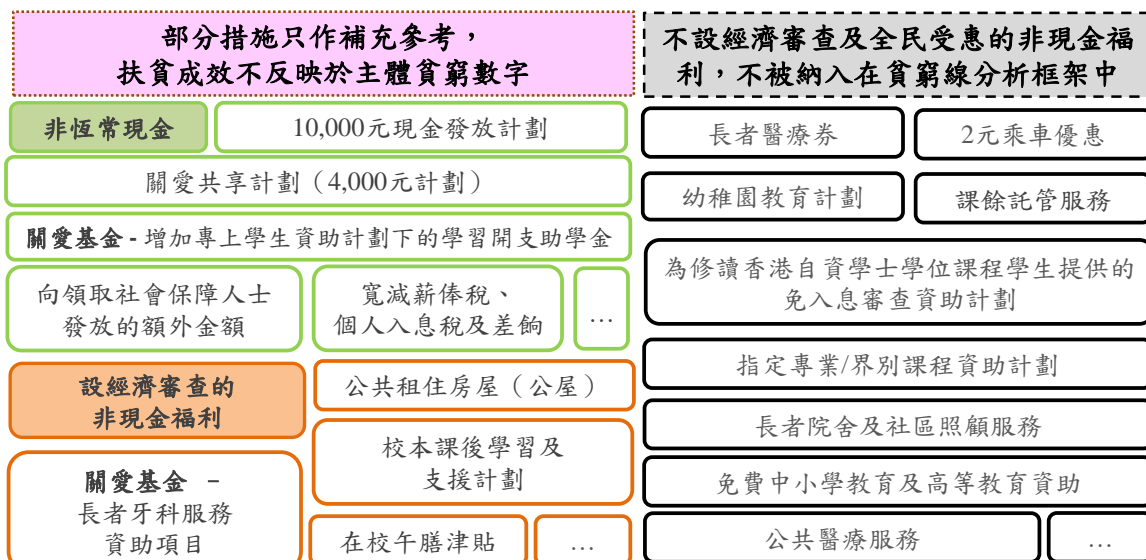 部分措施只作補充參考，
扶貧成效不反映於主體貧窮數字
非恆常現金
10,000元現金發放計劃
關愛共享計劃（4,000元計劃）
關愛基金 - 增加專上學生資助計劃下的學習開支助學金
向領取社會保障人士
發放的額外金額
寬減薪俸稅、
個人入息稅及差餉
…
設經濟審查的
非現金福利
公共租住房屋（公屋）
校本課後學習及
支援計劃
關愛基金 –
長者牙科服務
資助項目
在校午膳津貼
…
不設經濟審查及全民受惠的非現金福
利，不被納入在貧窮線分析框架中
長者醫療券
2元乘車優惠
幼稚園教育計劃
課餘託管服務
為修讀香港自資學士學位課程學生提供的
免入息審查資助計劃
指定專業/界別課程資助計劃
長者院舍及社區照顧服務
免費中小學教育及高等教育資助
公共醫療服務
…